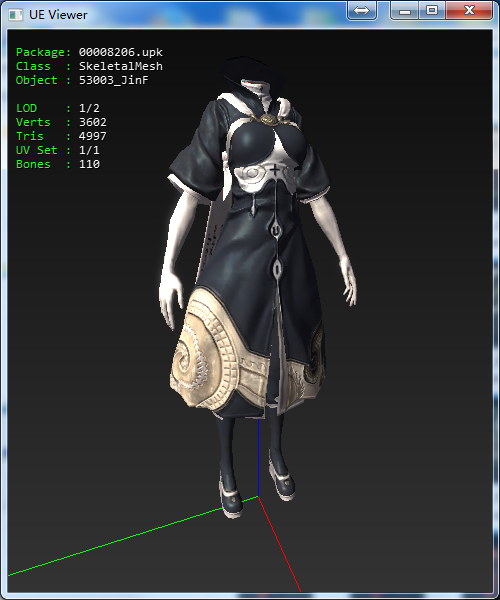 UE Viewer
Package: 00008206.upk
Class  : SkeletalMesh
Object : 53003_JinF
LOD    : 1/2
Verts  : 3602
Tris   : 4997
UV Set : 1/1
Bones  : 110